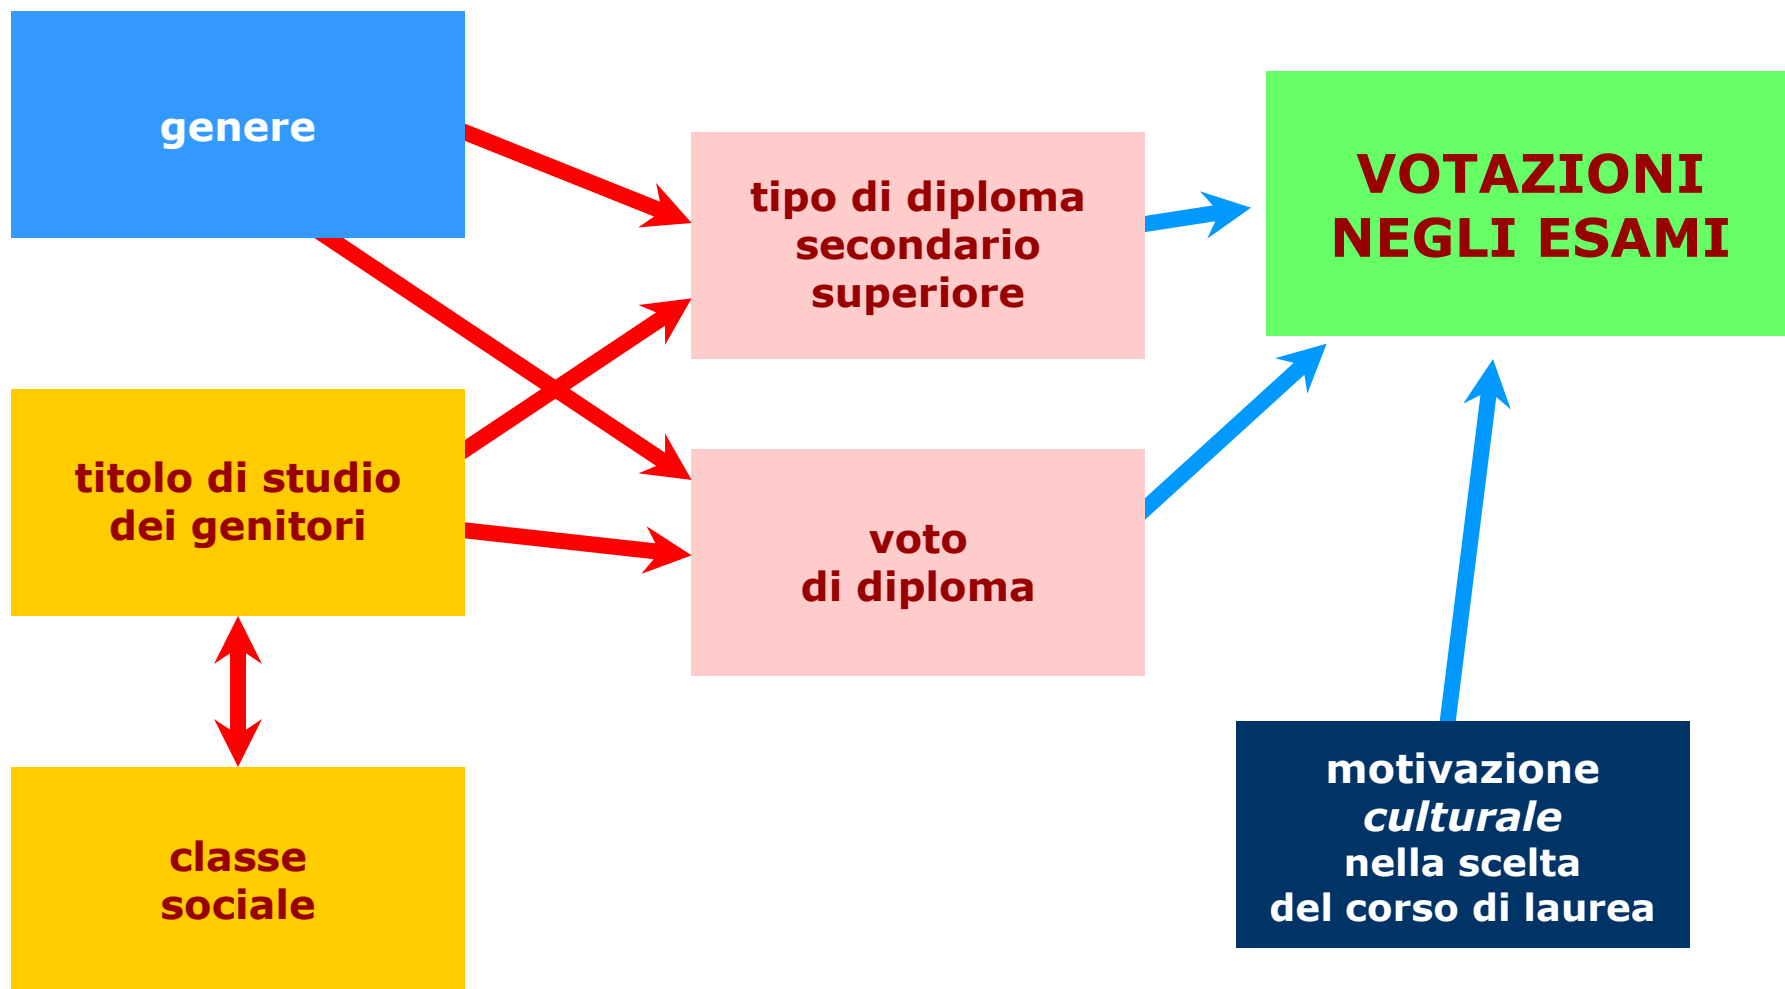 genere
tipo di diploma
secondario
superiore
VOTAZIONI
NEGLI ESAMI
titolo di studio
dei genitori
voto
di diploma
classe
sociale
motivazione
culturale
nella scelta
del corso di laurea